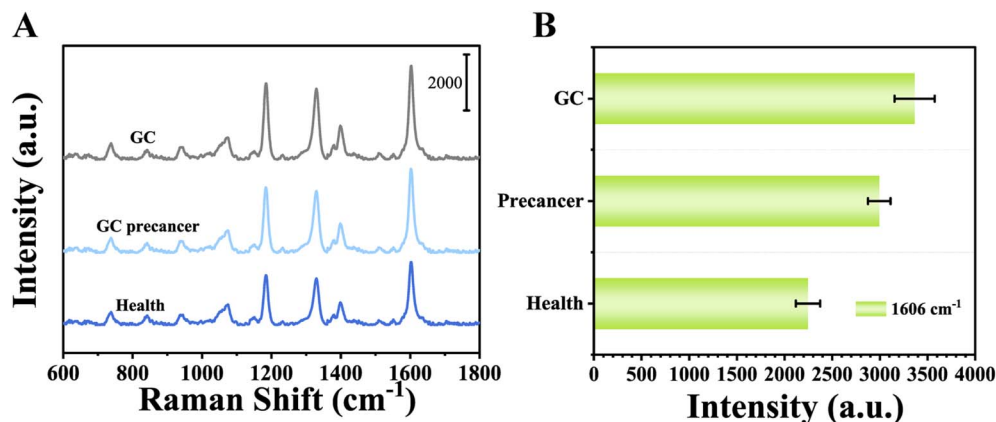 A
Intensity (a.u.)
2000
GC
GC precancer
Health
600 800 1000 1200 1400 1600 1800
Raman Shift (cm⁻¹)
B
GC
Precancer
Health
1606 cm⁻¹
0 500 1000 1500 2000 2500 3000 3500 4000
Intensity (a.u.)